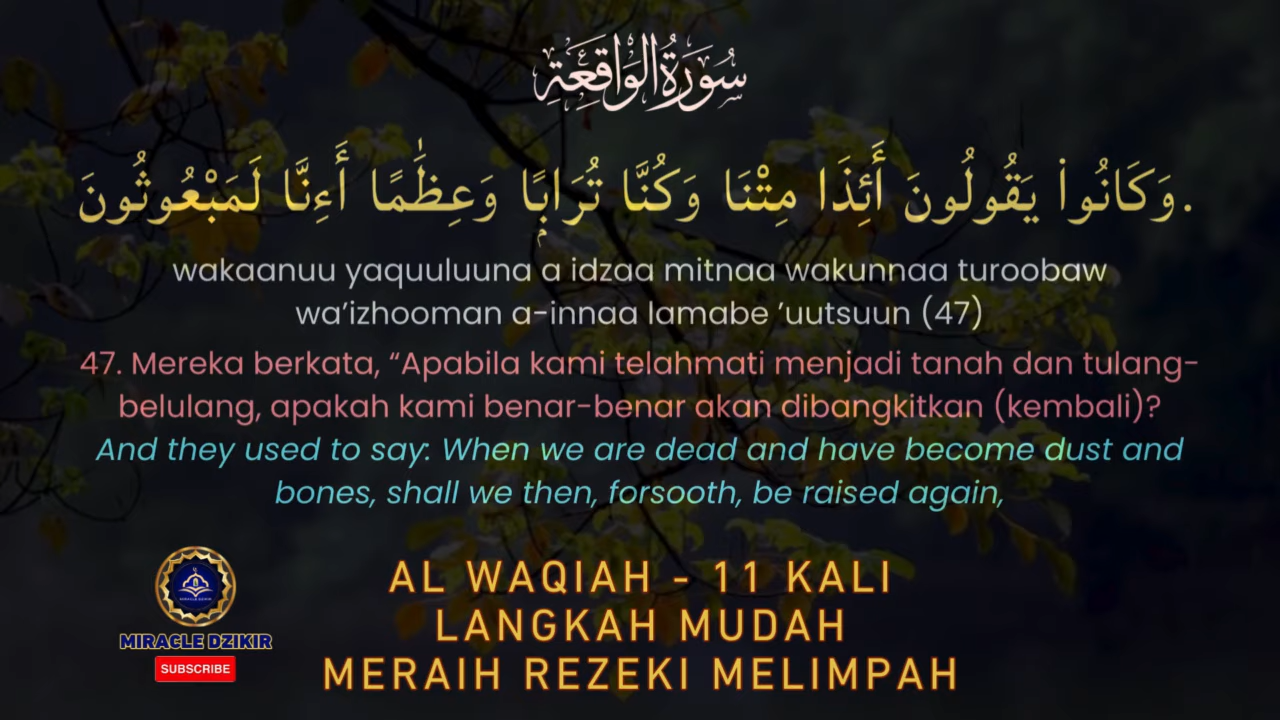 سُورَةُ الْوَاقِعَةِ
وَكَانُوا۟ يَقُولُونَ أَئِذَا مِتْنَا وَكُنَّا تُرَابًۭا وَعِظَٰمًا أَءِنَّا لَمَبْعُوثُونَ.
wakaanuu yaquuluuna a idzaa mitnaa wakunnaa turoobaw
wa’izhooman a-innaa lamabe ’uutsuun (47)
47. Mereka berkata, “Apabila kami telahmati menjadi tanah dan tulang-
belulang, apakah kami benar-benar akan dibangkitkan (kembali)?
And they used to say: When we are dead and have become dust and
bones, shall we then, forsooth, be raised again,
AL WAQIAH - 11 KALI
LANGKAH MUDAH
MERAIH REZEKI MELIMPAH
MIRACLE DZIKIR
SUBSCRIBE